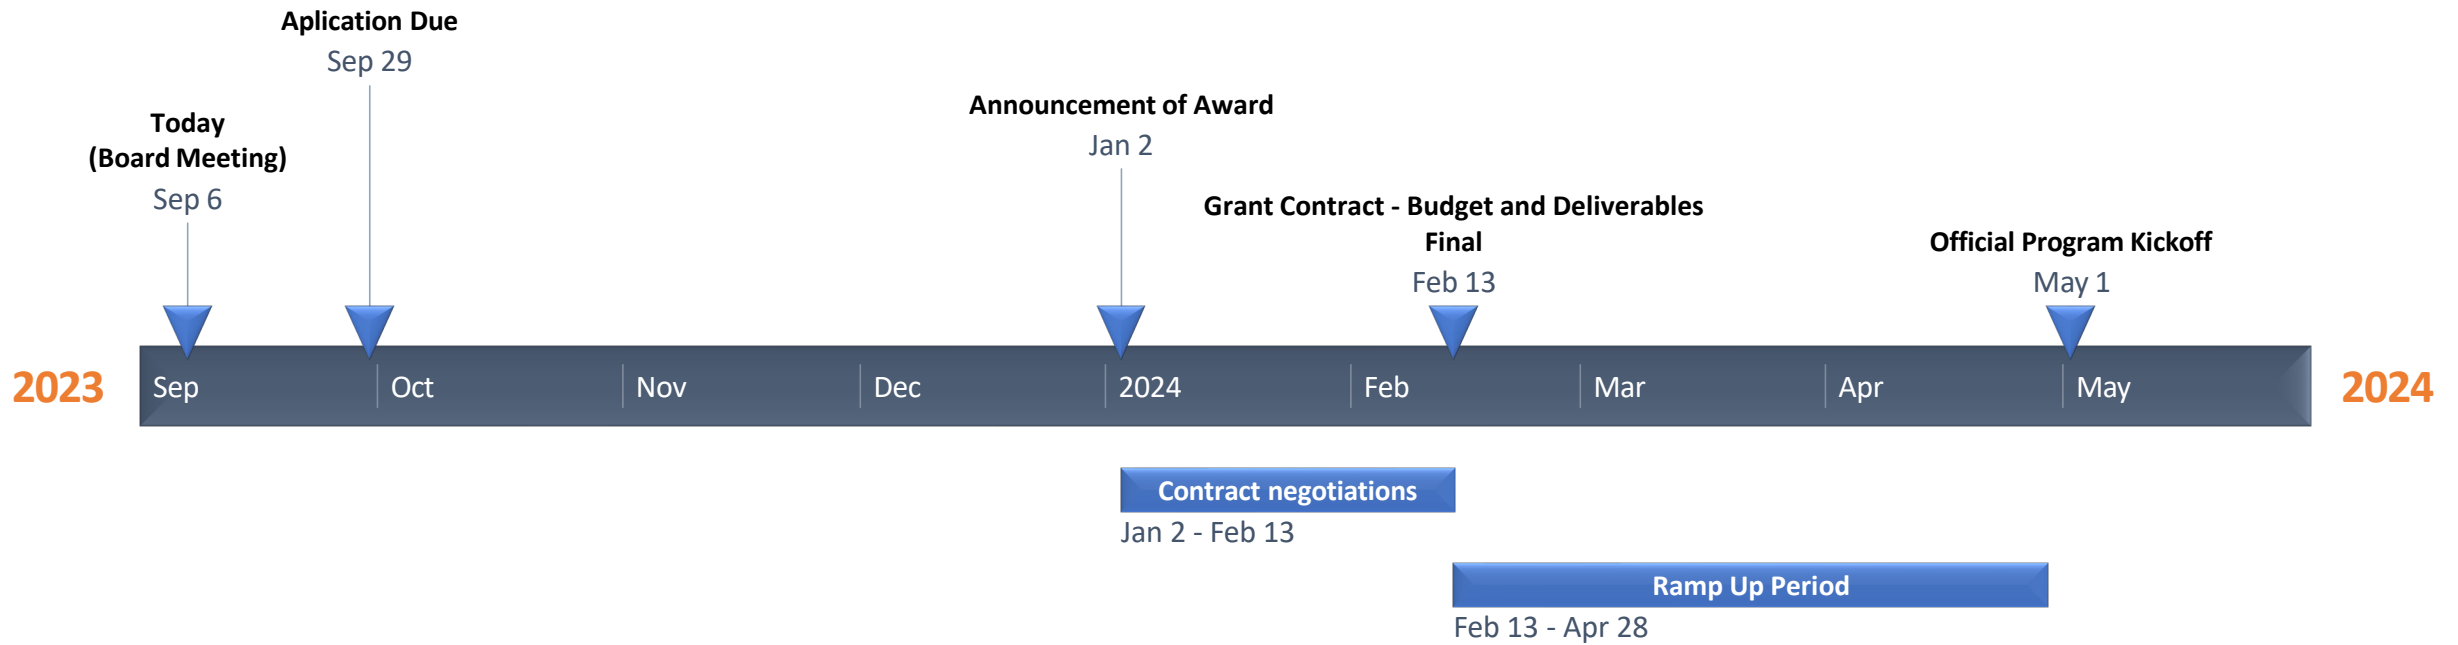 Aplication Due
Sep 29
Today
(Board Meeting)
Sep 6
Announcement of Award
Jan 2
Grant Contract - Budget and Deliverables
Final
Feb 13
Official Program Kickoff
May 1
2023
Sep
Oct
Nov
Dec
2024
Feb
Mar
Apr
May
2024
Contract negotiations
Jan 2 - Feb 13
Ramp Up Period
Feb 13 - Apr 28